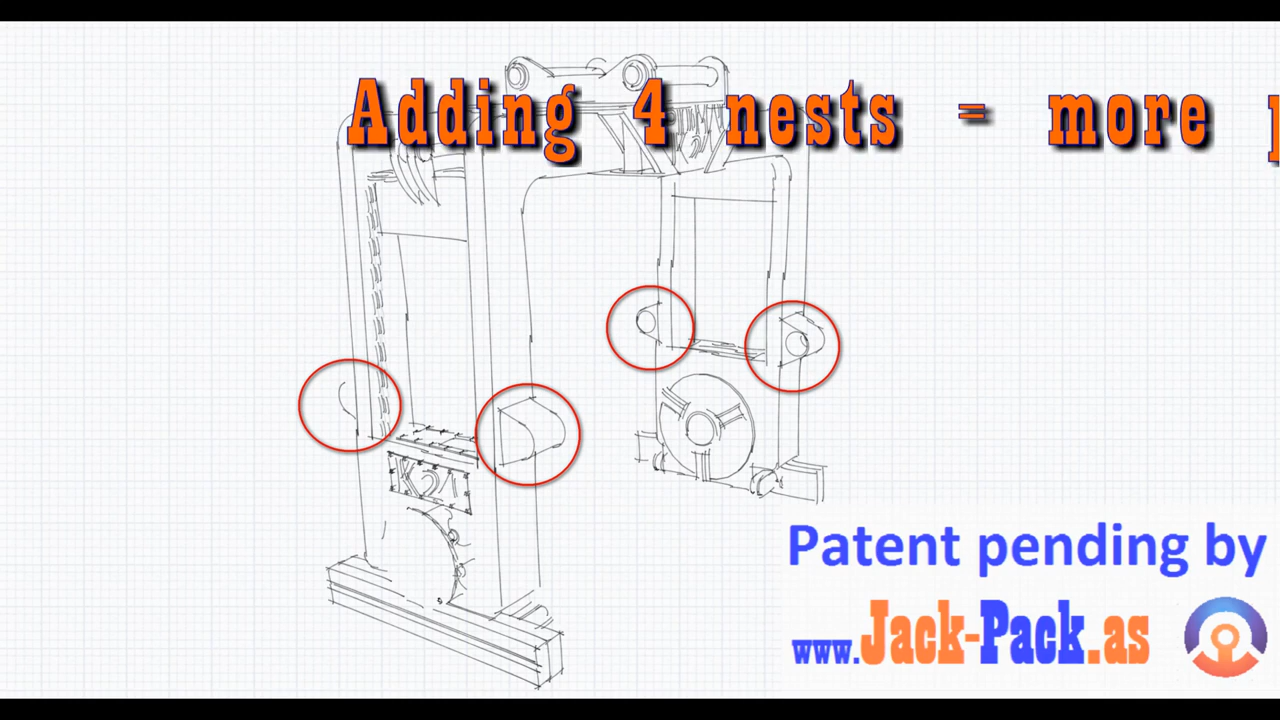 Adding 4 nests = more
Patent pending by
www.Jack-Pack.as